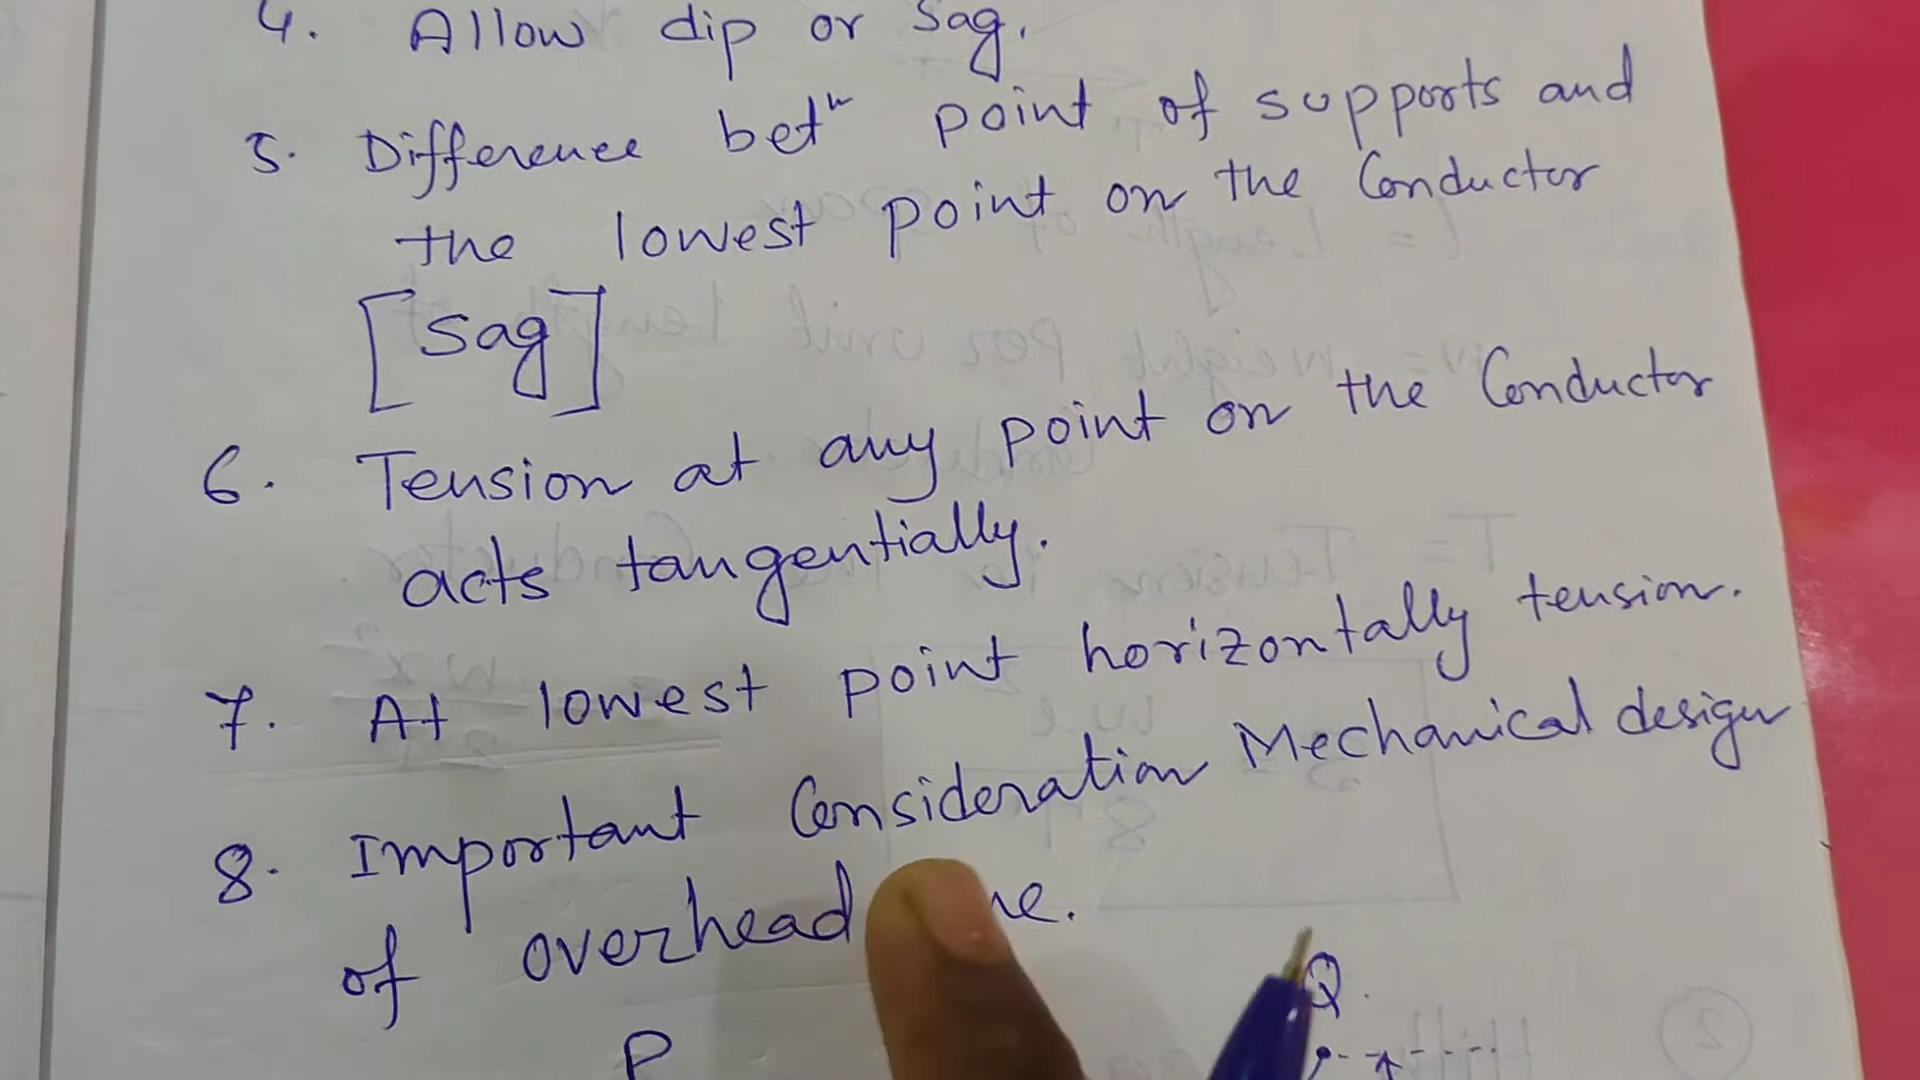 4. Allow dip or Sag.
5. Difference betn point of supports and
the lowest point on the Conductor
[Sag]
6. Tension at any point on the Conductor
acts tangentially.
7. At lowest point horizontally tension.
8. Important Consideration Mechanical design
of overhead
P Q